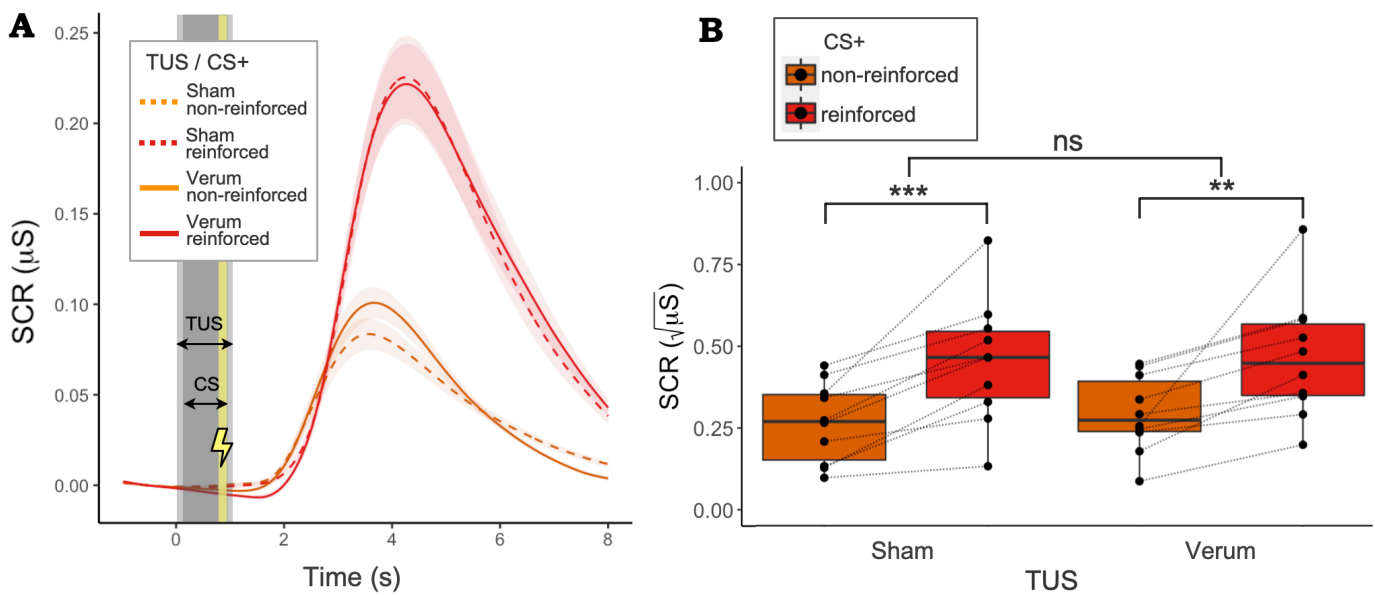 A
SCR (µS)
0.25
0.20
0.15
0.10
0.05
0.00
TUS / CS+
Sham
non-reinforced
Sham
reinforced
Verum
non-reinforced
Verum
reinforced
TUS
CS
0
2
4
6
8
Time (s)
B
CS+
non-reinforced
reinforced
ns
***
**
SCR (√µS)
1.00
0.75
0.50
0.25
0.00
Sham
Verum
TUS